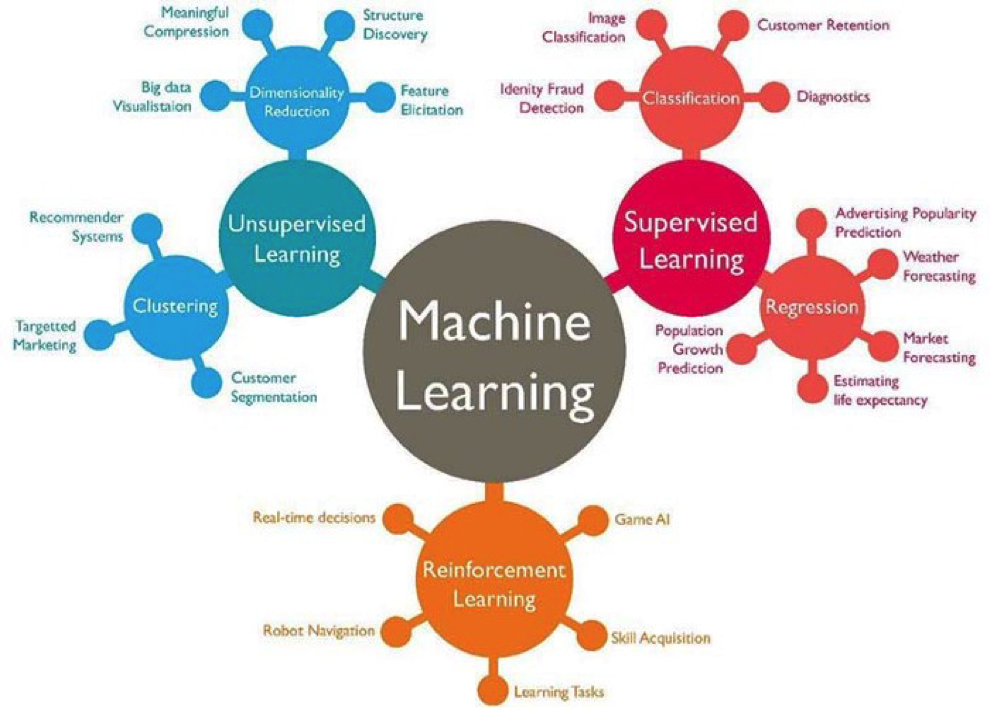 Meaningful
Compression
Structure
Discovery
Big data
Visualistaion
Dimensionality
Reduction
Feature
Elicitation
Image
Classification
Customer Retention
Idenity Fraud
Detection
Classification
Diagnostics
Recommender
Systems
Unsupervised
Learning
Clustering
Targetted
Marketing
Customer
Segmentation
Supervised
Learning
Advertising Popularity
Prediction
Weather
Forecasting
Regression
Population
Growth
Prediction
Market
Forecasting
Estimating
life expectancy
Machine
Learning
Real-time decisions
Game AI
Reinforcement
Learning
Robot Navigation
Skill Acquisition
Learning Tasks